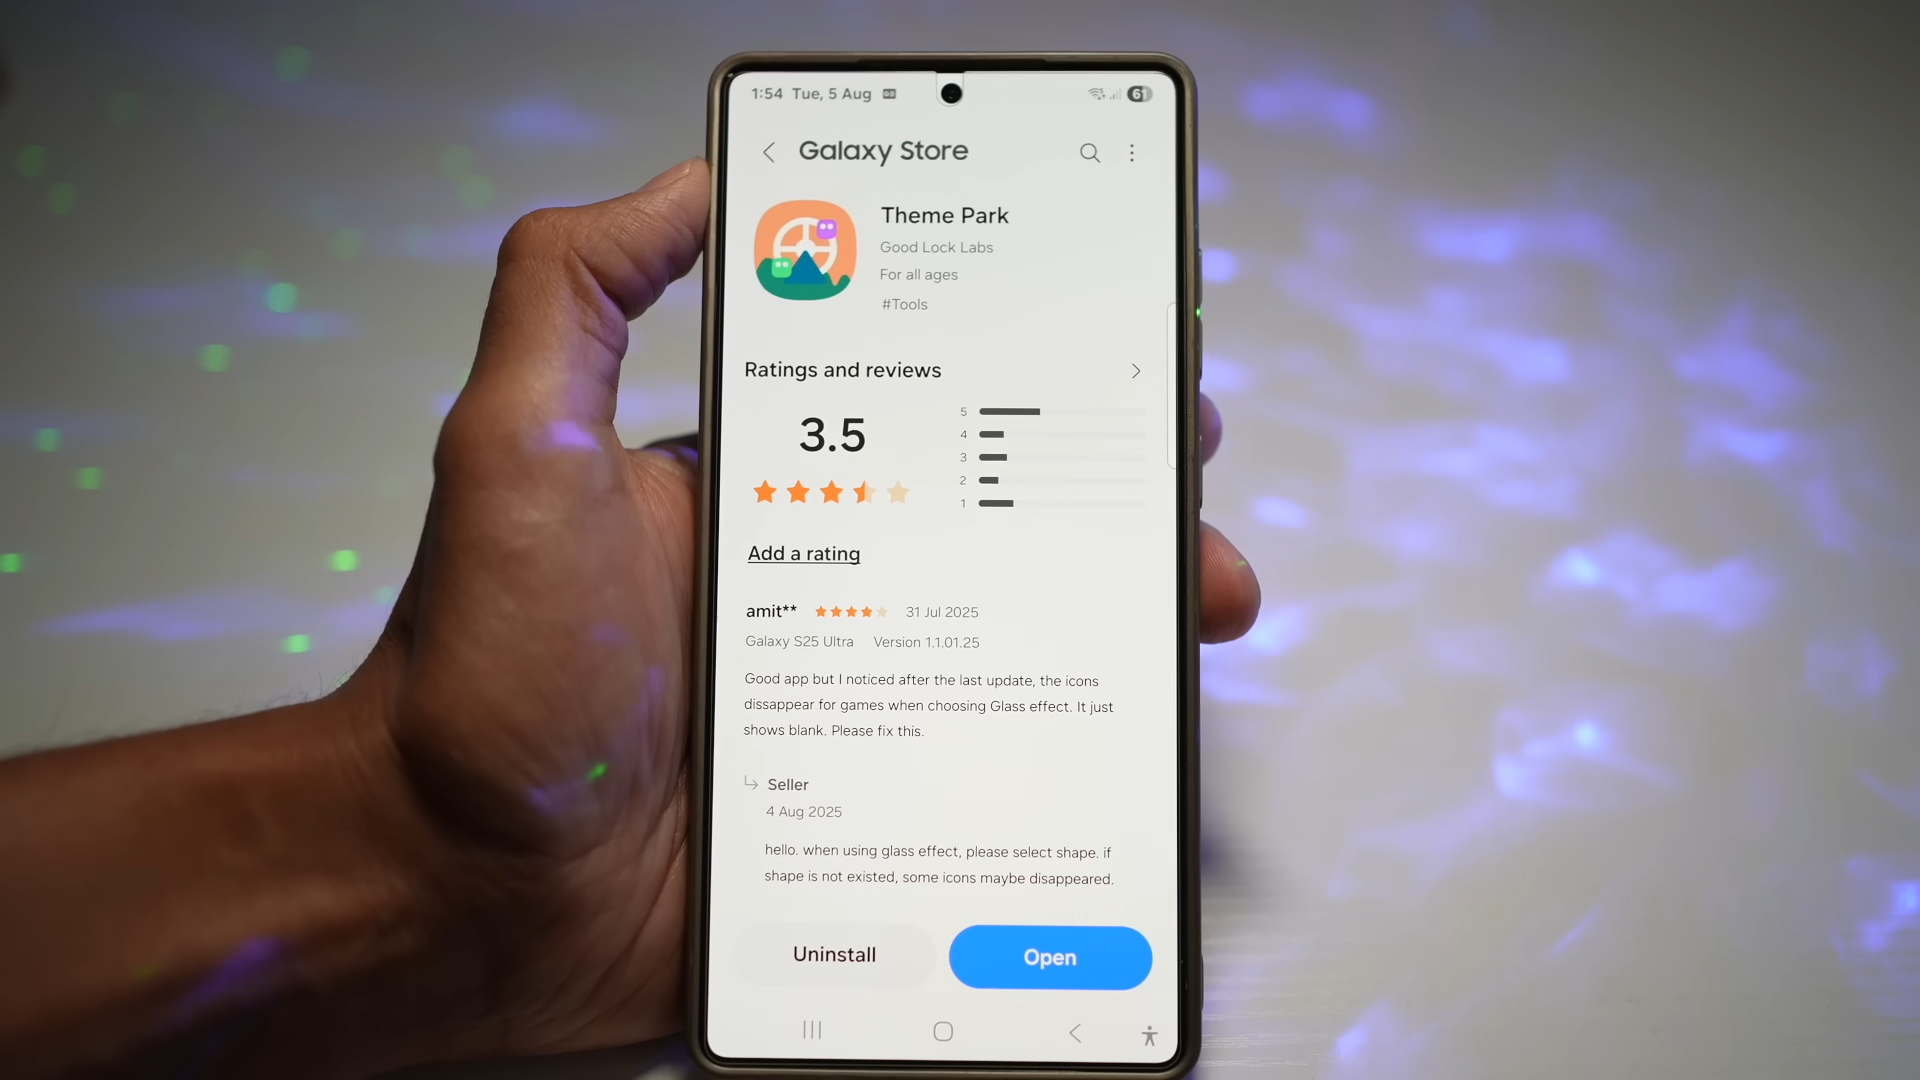 1:54 Tue, 5 Aug
61
Galaxy Store
Theme Park
Good Lock Labs
For all ages
#Tools
Ratings and reviews
3.5
5
4
3
2
1
Add a rating
amit** 31 Jul 2025
Galaxy S25 Ultra Version 1.1.01.25
Good app but I noticed after the last update, the icons
dissappear for games when choosing Glass effect. It just
shows blank. Please fix this.
Seller
4 Aug 2025
hello. when using glass effect, please select shape. if
shape is not existed, some icons maybe disappeared.
Uninstall
Open